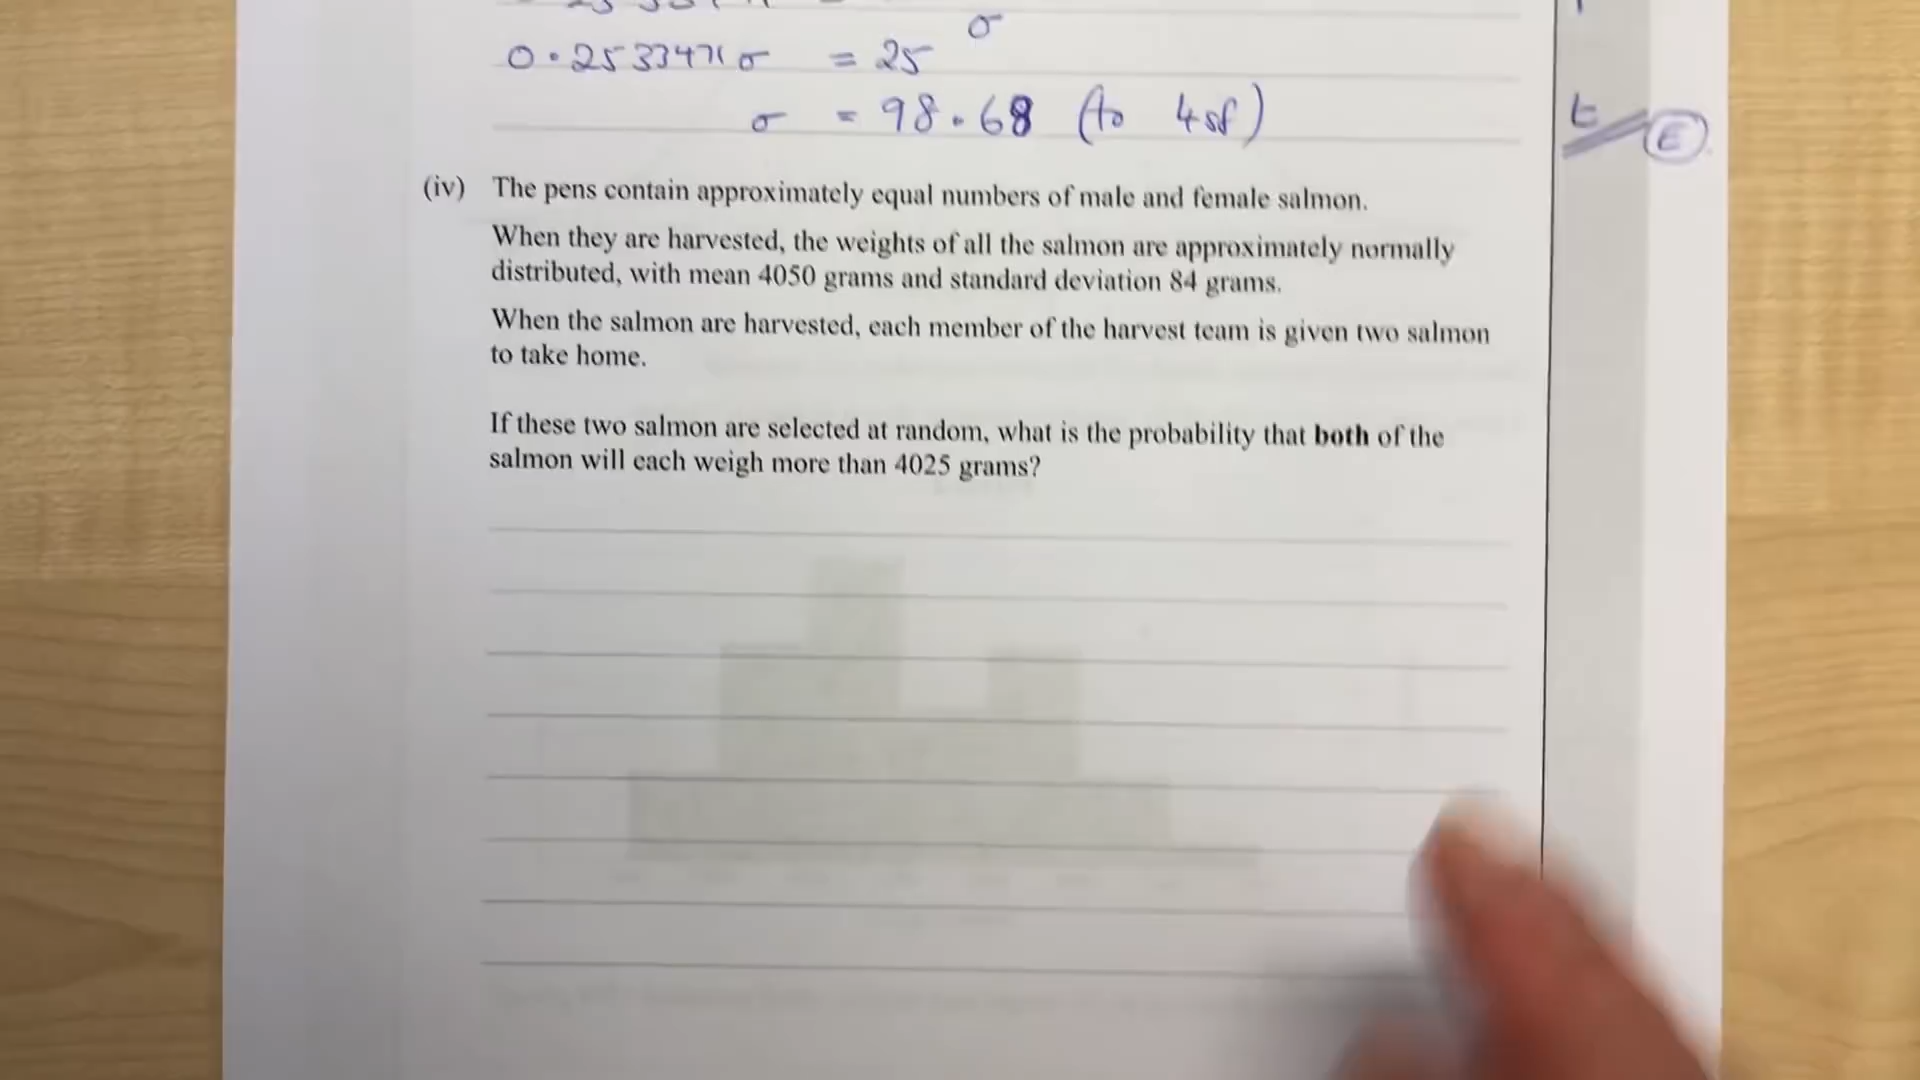 σ
0.2533471σ = 25
σ = 98.68 (to 4sf)
t
E
(iv) The pens contain approximately equal numbers of male and female salmon.
When they are harvested, the weights of all the salmon are approximately normally
distributed, with mean 4050 grams and standard deviation 84 grams.
When the salmon are harvested, each member of the harvest team is given two salmon
to take home.
If these two salmon are selected at random, what is the probability that both of the
salmon will each weigh more than 4025 grams?